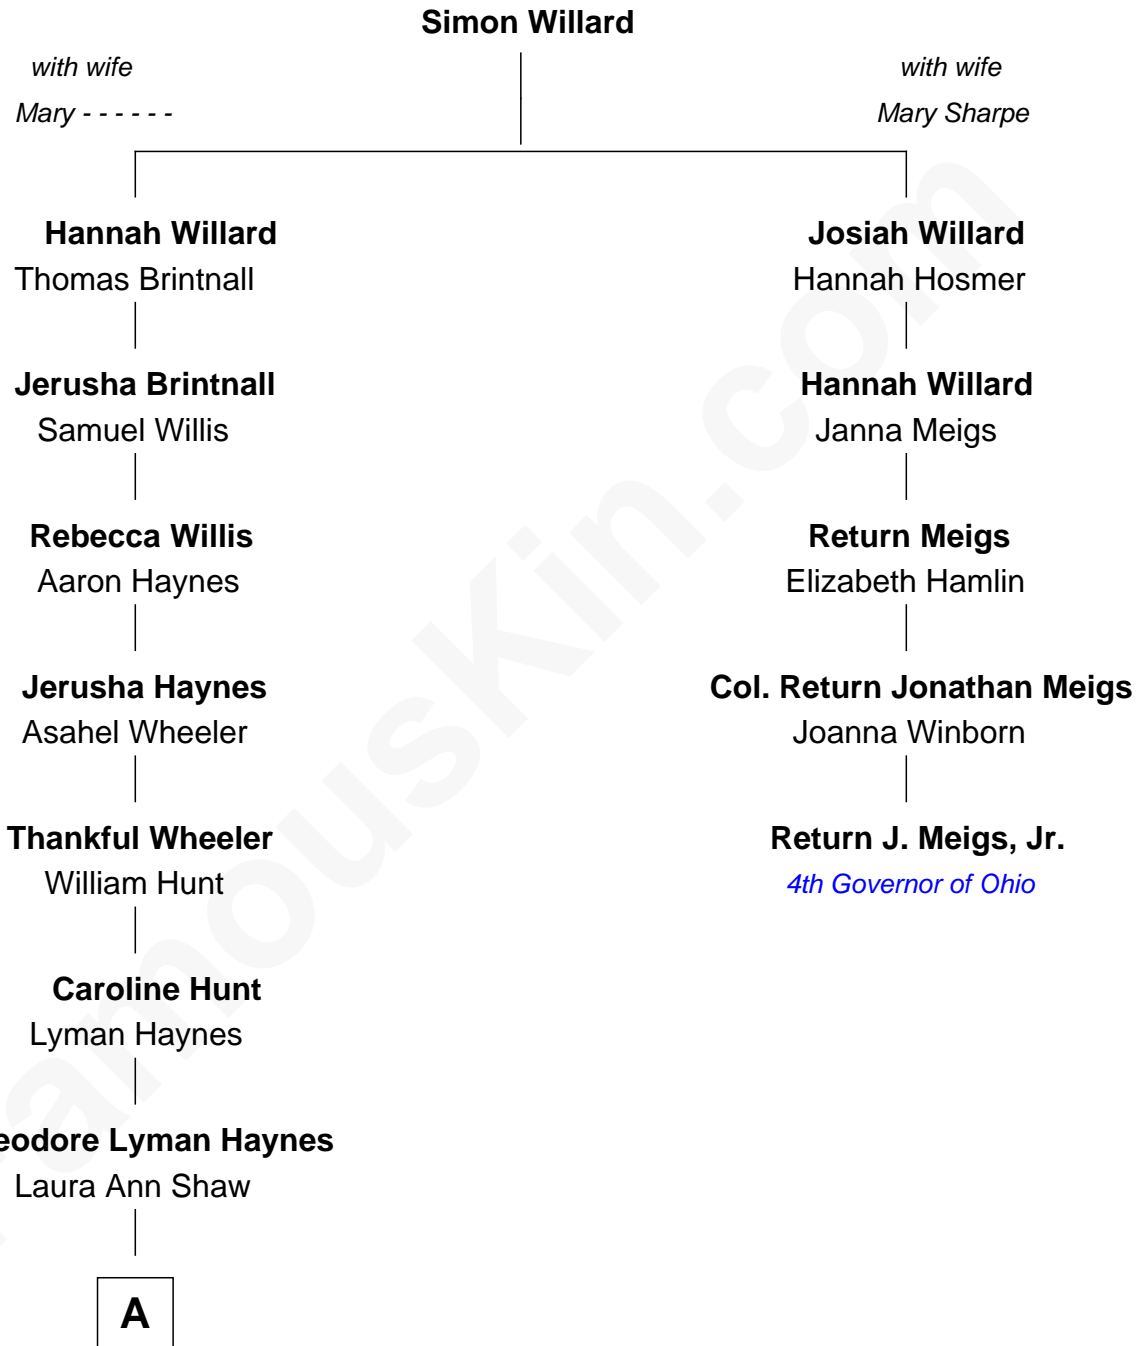 Simon Willard
with wife
Mary - - - - - -
with wife
Mary Sharpe
Hannah Willard
Thomas Brintnall
Josiah Willard
Hannah Hosmer
Jerusha Brintnall
Samuel Willis
Hannah Willard
Janna Meigs
Rebecca Willis
Aaron Haynes
Return Meigs
Elizabeth Hamlin
Jerusha Haynes
Asahel Wheeler
Col. Return Jonathan Meigs
Joanna Winborn
Thankful Wheeler
William Hunt
Return J. Meigs, Jr.
4th Governor of Ohio
Caroline Hunt
Lyman Haynes
eodore Lyman Haynes
Laura Ann Shaw
A
FamousKin.com